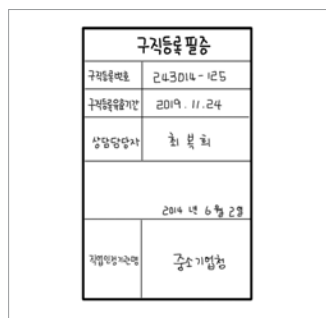 구직등록필증
구직등록번호 243014-125
구직등록유효기간 2019.11.24
상담담당자 최복희
2014 년 6월 2일
직업안정기관명 중소기업청